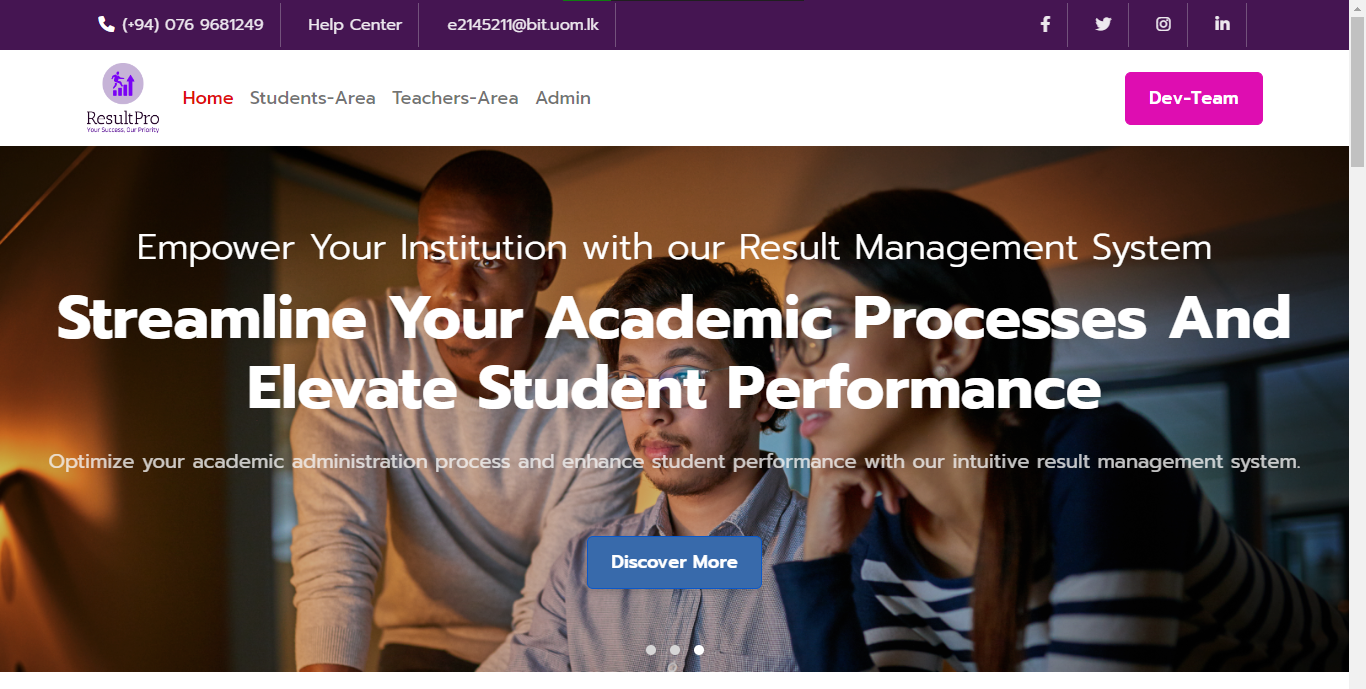 (+94) 076 9681249
Help Center
e2145211@bit.uom.lk
ResultPro
Your Success, Our Priority
Home
Students-Area
Teachers-Area
Admin
Dev-Team
Empower Your Institution with our Result Management System
Streamline Your Academic Processes And
Elevate Student Performance
Optimize your academic administration process and enhance student performance with our intuitive result management system.
Discover More